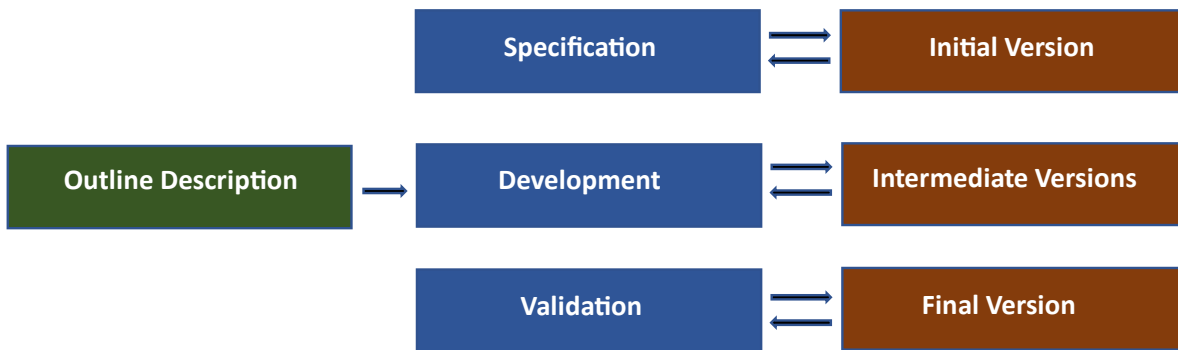 Specification
Initial Version
Outline Description
Development
Intermediate Versions
Validation
Final Version